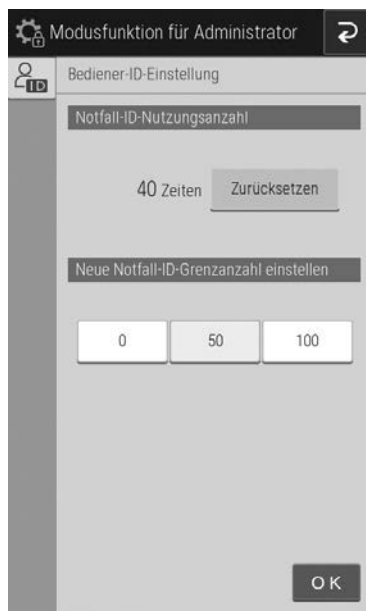 Modusfunktion für Administrator
ID
Bediener-ID-Einstellung
Notfall-ID-Nutzungsanzahl
40 Zeiten Zurücksetzen
Neue Notfall-ID-Grenzanzahl einstellen
0 50 100
OK